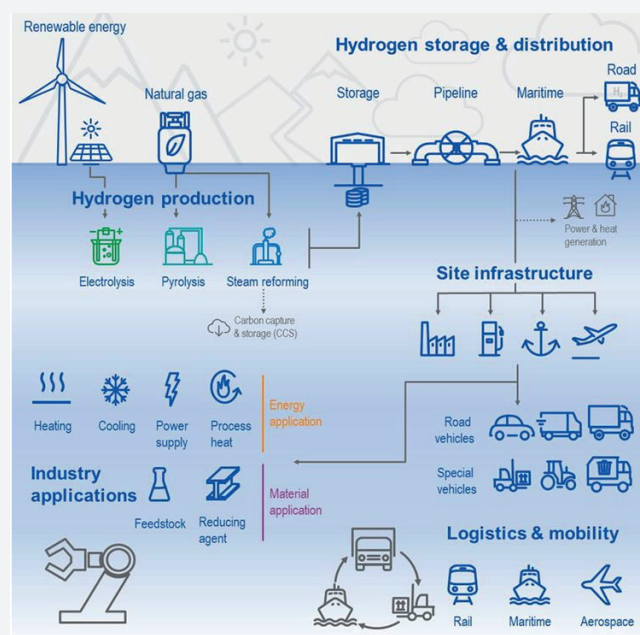 Renewable energy
Natural gas
Hydrogen storage & distribution
Storage
Pipeline
Maritime
Road
H₂
Rail
Hydrogen production
Electrolysis
Pyrolysis
Steam reforming
Carbon capture
& storage (CCS)
Power & heat
generation
Site infrastructure
Heating
Cooling
Power
supply
Process
heat
Energy
application
Industry
applications
Feedstock
Reducing
agent
Material
application
Road
vehicles
Special
vehicles
Logistics & mobility
Rail
Maritime
Aerospace